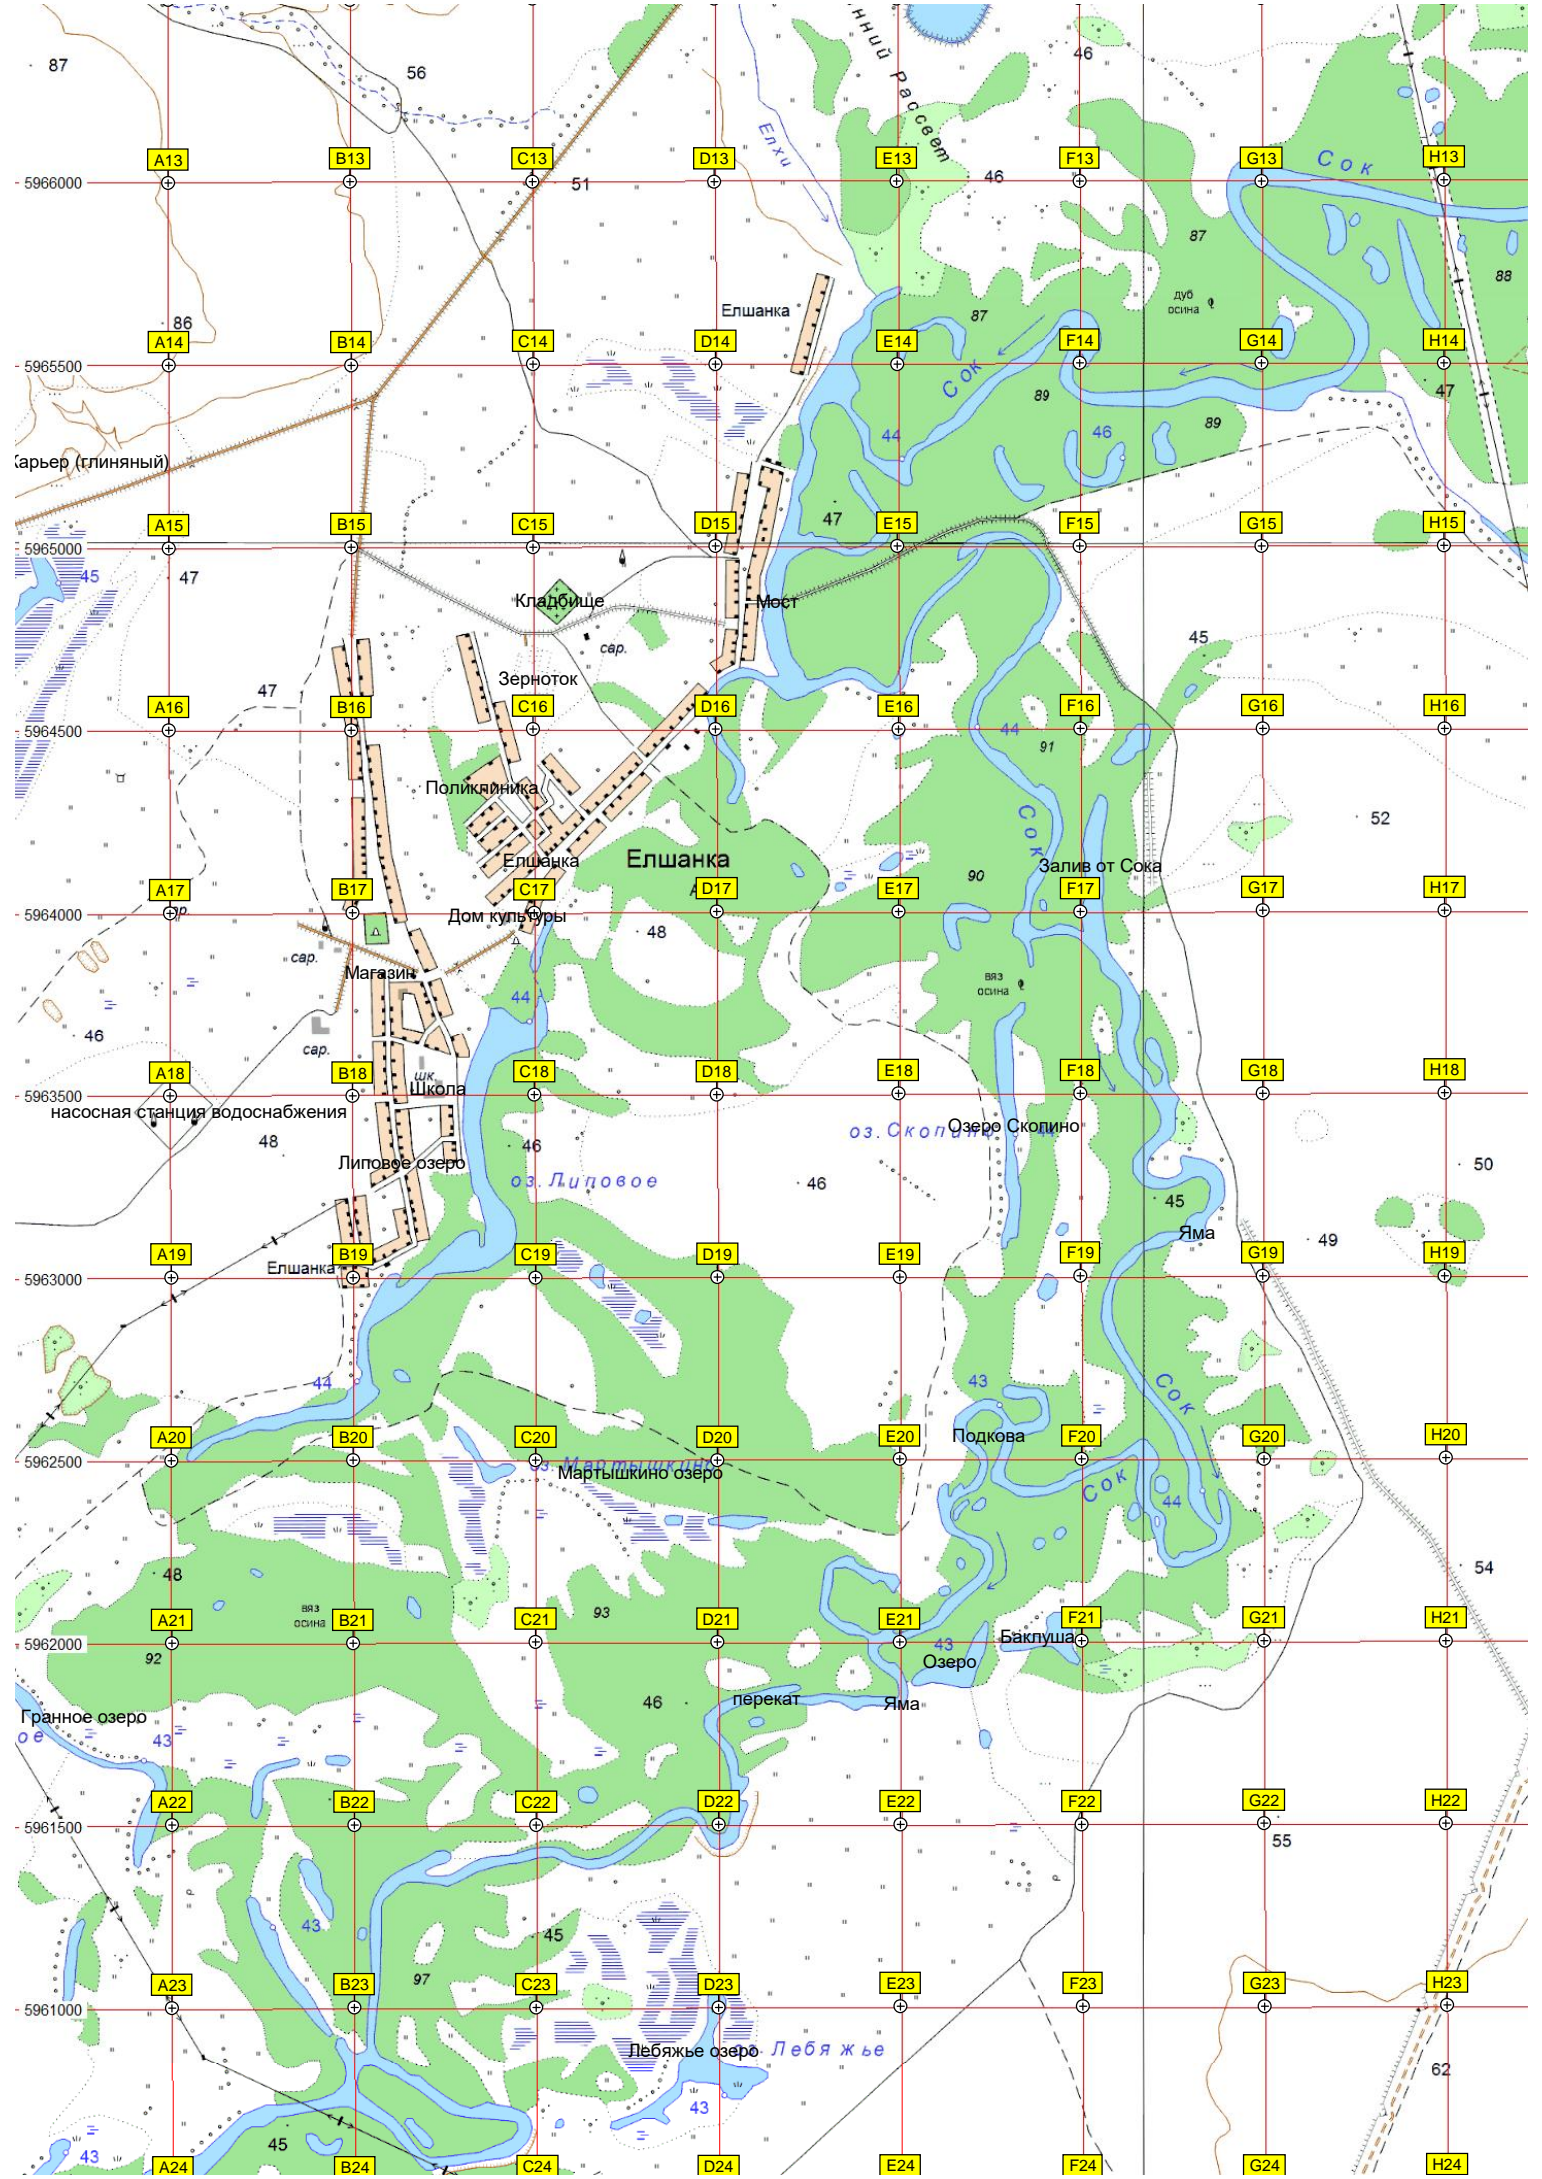 нний Рассвет
46
87
56
Елхи
A13
B13
C13
D13
E13
F13
G13
Сок
H13
5966000
51
46
87
88
Елшанка
дуб
осина
86
87
A14
B14
C14
D14
E14
F14
G14
H14
5965500
Сок
89
47
89
44
46
Карьер (глиняный)
47
A15
B15
C15
D15
E15
F15
G15
H15
5965000
45
47
Кладбище
Мост
сар.
45
Зерноток
47
A16
B16
C16
D16
E16
F16
G16
H16
5964500
44
91
Поликлиника
Сок
52
Елшанка
Елшанка
Залив от Сока
90
A17
B17
C17
D17
E17
F17
G17
H17
5964000
Дом культуры
48
сар.
Магазин
вяз
осина
44
46
сар.
A18
B18
C18
D18
E18
F18
G18
H18
шк.
Школа
5963500
насосная станция водоснабжения
48
46
оз. Скопино
Озеро Скопино
44
Липовое озеро
оз. Липовое
46
50
45
Яма
49
A19
B19
C19
D19
E19
F19
G19
H19
5963000
Елшанка
44
43
Сок
A20
B20
C20
D20
E20
Подкова
F20
G20
H20
5962500
оз. Мартышкино
Мартышкино озеро
Сок
44
48
54
вяз
осина
93
A21
B21
C21
D21
E21
F21
G21
H21
5962000
43
Баклуша
92
Озеро
46
перекат
Яма
Гранное озеро
ое
43
A22
B22
C22
D22
E22
F22
G22
H22
5961500
55
43
45
97
A23
B23
C23
D23
E23
F23
G23
H23
5961000
Лебяжье озеро
оз. Лебяжье
62
43
45
43
A24
B24
C24
D24
E24
F24
G24
H24